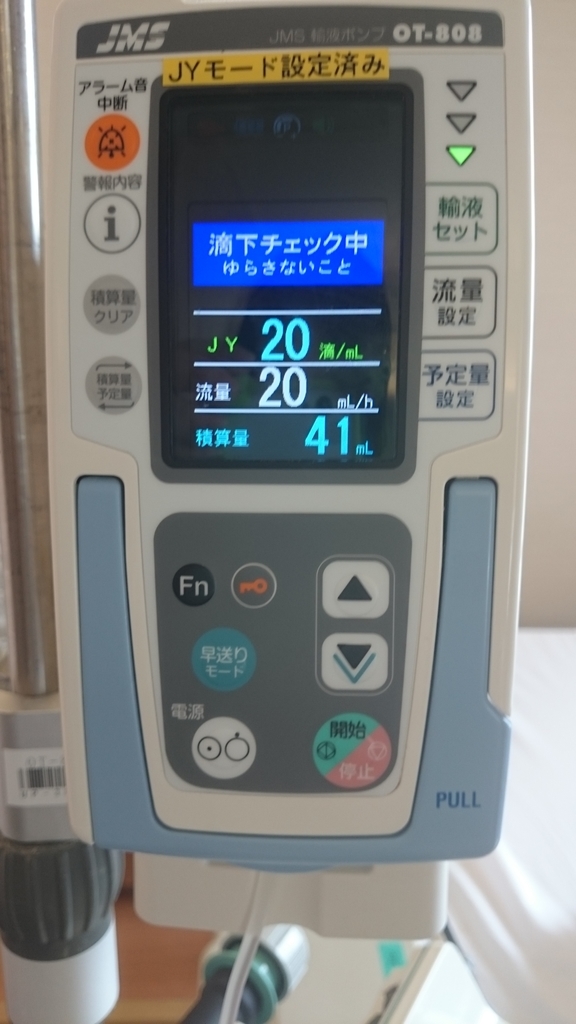 JMS
JMS 輸液ポンプ OT-808
JYモード設定済み
アラーム音
中断
警報内容
i
積算量
クリア
積算量
予定量
滴下チェック中
ゆらさないこと
JY 20 滴/mL
流量 20 mL/h
積算量 41 mL
輸液
セット
流量
設定
予定量
設定
Fn
早送り
モード
電源
開始
停止
PULL